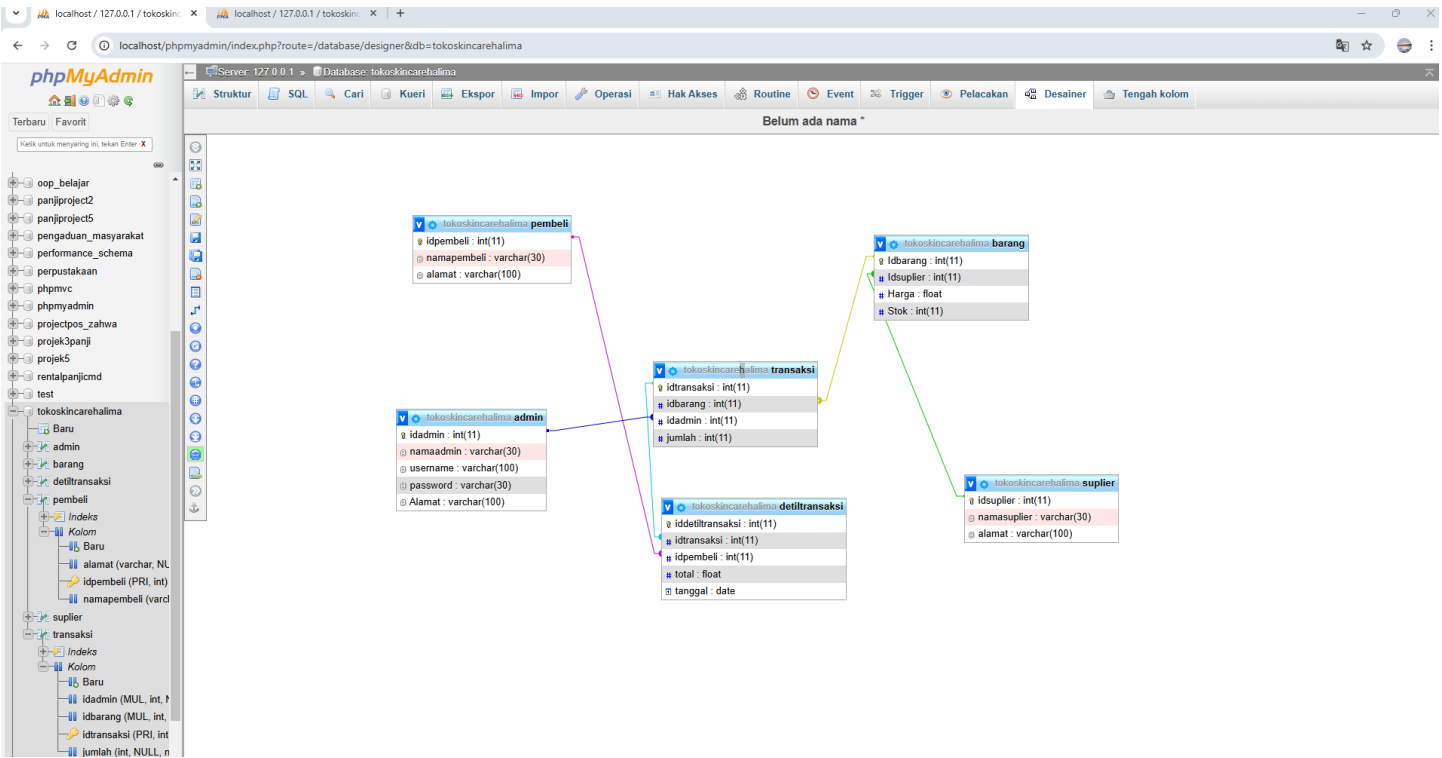 localhost / 127.0.0.1 / tokoskinc
localhost / 127.0.0.1 / tokoskinc
localhost/phpmyadmin/index.php?route=/database/designer&db=tokoskincarehalima
phpMyAdmin
Terbaru Favorit
Ketik untuk menyaring ini, tekan Enter X
oop_belajar
panjiproject2
panjiproject5
pengaduan_masyarakat
performance_schema
perpustakaan
phpmvc
phpmyadmin
projectpos_zahwa
projek3panji
projek5
rentalpanjicmd
test
tokoskincarehalima
Baru
admin
barang
detiltransaksi
pembeli
Indeks
Kolom
Baru
alamat (varchar, NU
idpembeli (PRI, int)
namapembeli (varcl
suplier
transaksi
Indeks
Kolom
Baru
idadmin (MUL, int, N
idbarang (MUL, int,
idtransaksi (PRI, int
jumlah (int, NULL, n
Server: 127.0.0.1 » Database: tokoskincarehalima
Struktur SQL Cari Kueri Ekspor Impor Operasi Hak Akses Routine Event Trigger Pelacakan Desainer Tengah kolom
Belum ada nama *
tokoskincarehalima pembeli
idpembeli : int(11)
namapembeli : varchar(30)
alamat : varchar(100)
tokoskincarehalima barang
Idbarang : int(11)
Idsuplier : int(11)
Harga : float
Stok : int(11)
tokoskincarehalima transaksi
idtransaksi : int(11)
idbarang : int(11)
idadmin : int(11)
jumlah : int(11)
tokoskincarehalima admin
idadmin : int(11)
namaadmin : varchar(30)
username : varchar(100)
password : varchar(30)
Alamat : varchar(100)
tokoskincarehalima suplier
idsuplier : int(11)
namasuplier : varchar(30)
alamat : varchar(100)
tokoskincarehalima detiltransaksi
iddetiltransaksi : int(11)
idtransaksi : int(11)
idpembeli : int(11)
total : float
tanggal : date